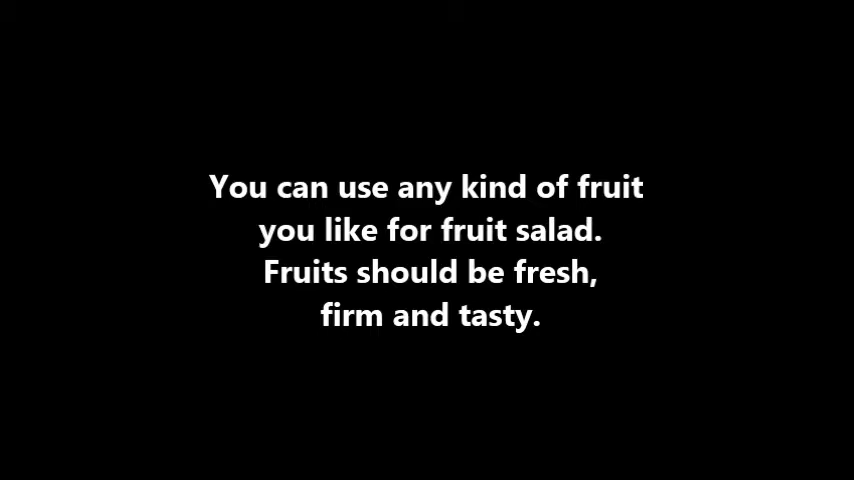 You can use any kind of fruit
you like for fruit salad.
Fruits should be fresh,
firm and tasty.